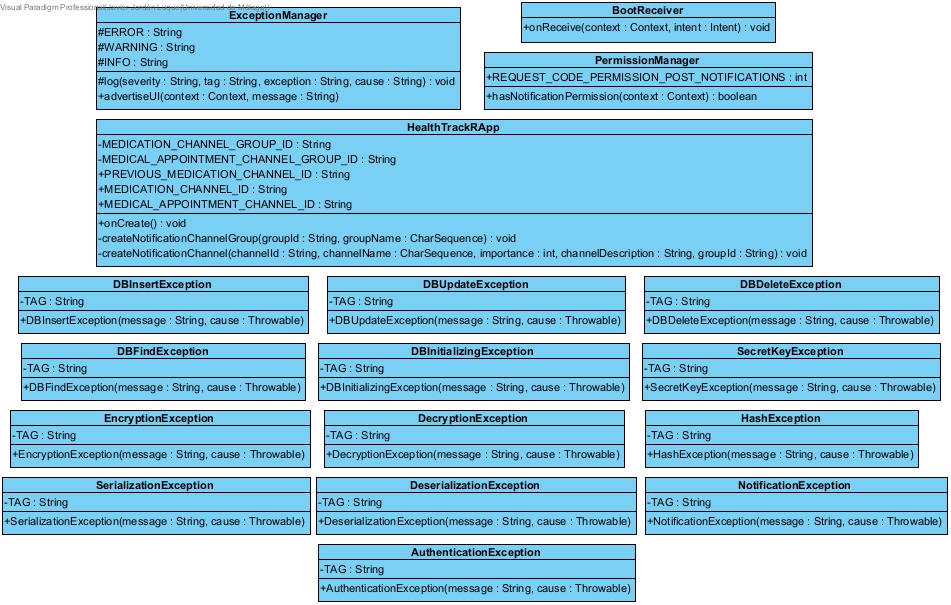 Visual Paradigm Professional(Javier Jordán Luque(Universidad de Málaga))
ExceptionManager
#ERROR : String
#WARNING : String
#INFO : String
#log(severity : String, tag : String, exception : String, cause : String) : void
+advertiseUI(context : Context, message : String)
BootReceiver
+onReceive(context : Context, intent : Intent) : void
PermissionManager
+REQUEST_CODE_PERMISSION_POST_NOTIFICATIONS : int
+hasNotificationPermission(context : Context) : boolean
HealthTrackRApp
-MEDICATION_CHANNEL_GROUP_ID : String
-MEDICAL_APPOINTMENT_CHANNEL_GROUP_ID : String
+PREVIOUS_MEDICATION_CHANNEL_ID : String
+MEDICATION_CHANNEL_ID : String
+MEDICAL_APPOINTMENT_CHANNEL_ID : String
+onCreate() : void
-createNotificationChannelGroup(groupId : String, groupName : CharSequence) : void
-createNotificationChannel(channelId : String, channelName : CharSequence, importance : int, channelDescription : String, groupId : String) : void
DBInsertException
-TAG : String
+DBInsertException(message : String, cause : Throwable)
DBUpdateException
-TAG : String
+DBUpdateException(message : String, cause : Throwable)
DBDeleteException
-TAG : String
+DBDeleteException(message : String, cause : Throwable)
DBFindException
-TAG : String
+DBFindException(message : String, cause : Throwable)
DBInitializingException
-TAG : String
+DBInitializingException(message : String, cause : Throwable)
SecretKeyException
-TAG : String
+SecretKeyException(message : String, cause : Throwable)
EncryptionException
-TAG : String
+EncryptionException(message : String, cause : Throwable)
DecryptionException
-TAG : String
+DecryptionException(message : String, cause : Throwable)
HashException
-TAG : String
+HashException(message : String, cause : Throwable)
SerializationException
-TAG : String
+SerializationException(message : String, cause : Throwable)
DeserializationException
-TAG : String
+DeserializationException(message : String, cause : Throwable)
NotificationException
-TAG : String
+NotificationException(message : String, cause : Throwable)
AuthenticationException
-TAG : String
+AuthenticationException(message : String, cause : Throwable)